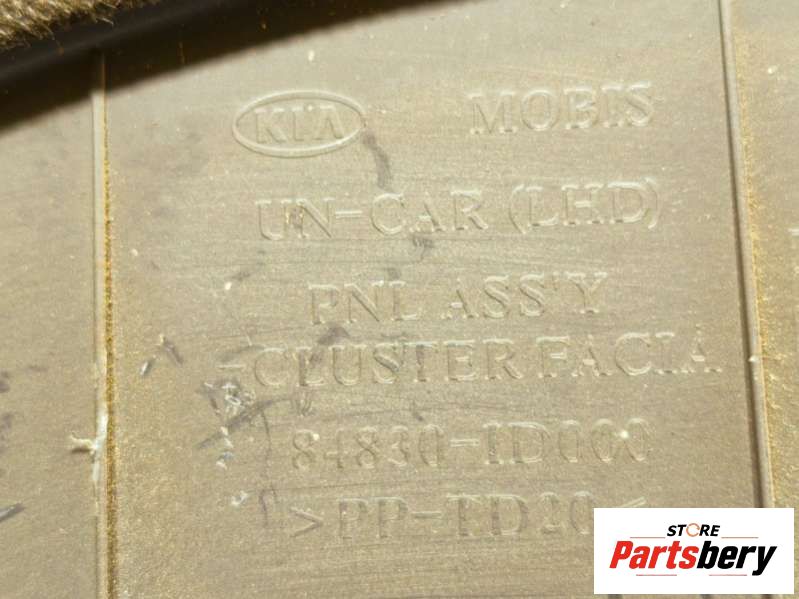 KIA MOBIS
UN-CAR (LHD)
PNL ASS'Y
-CLUSTER FACIA
84830-1D000
>PP-TD20<
STORE
Partsbery